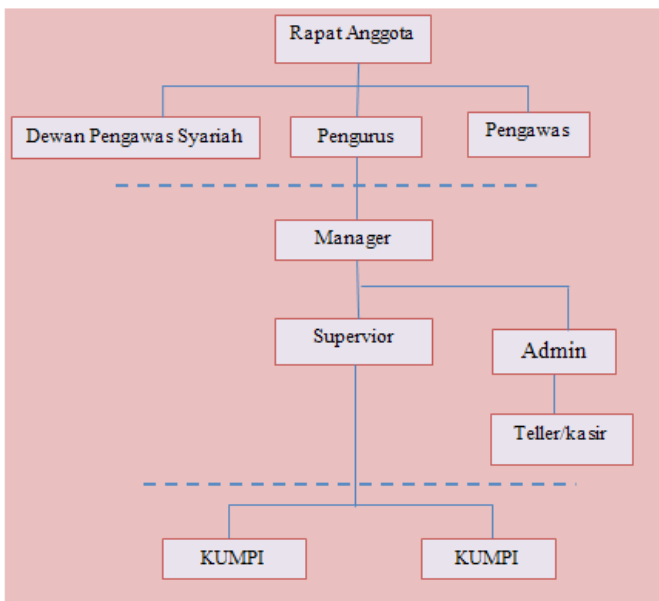 Rapat Anggota
Dewan Pengawas Syariah
Pengurus
Pengawas
Manager
Supervior
Admin
Teller/kasir
KUMPI
KUMPI